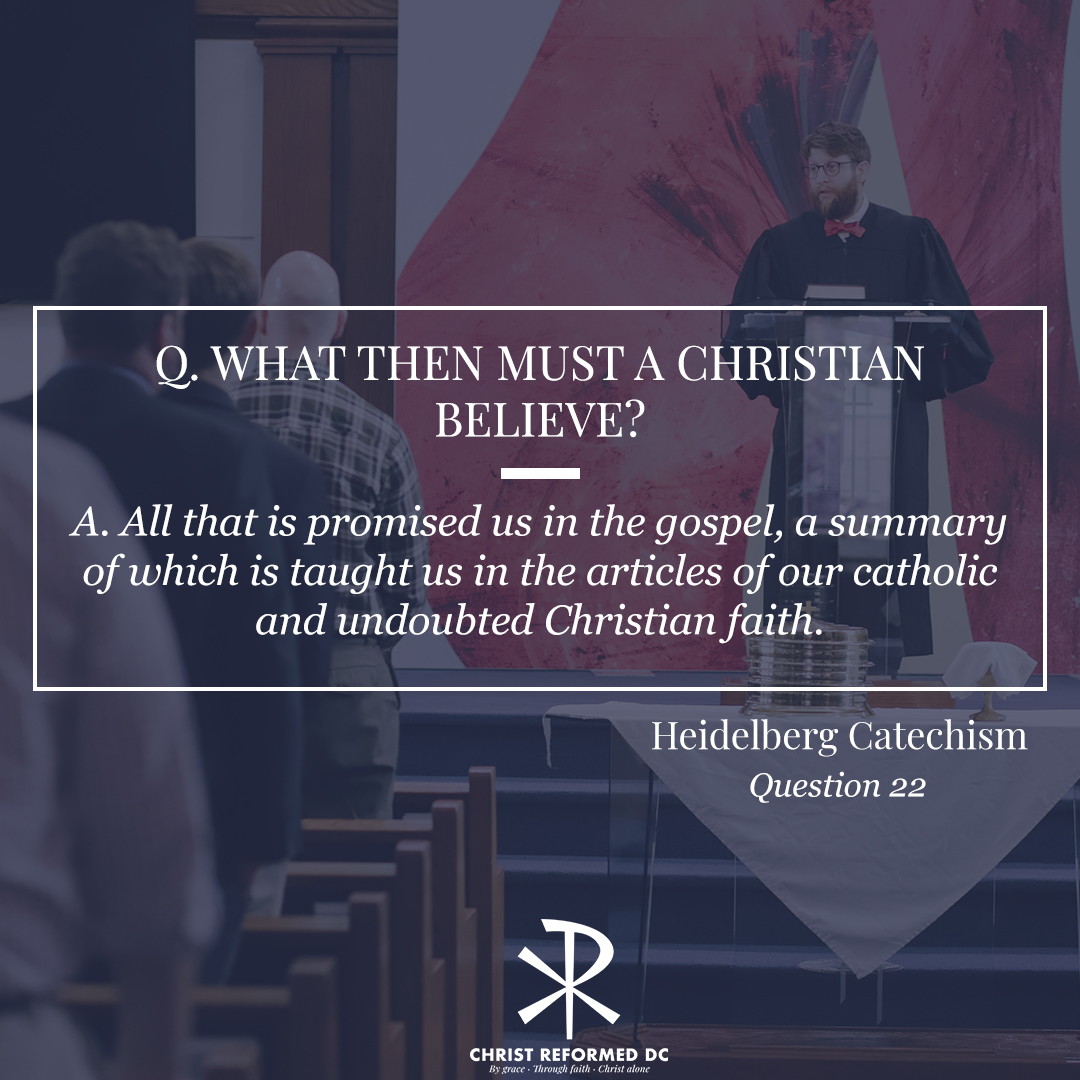 Q. WHAT THEN MUST A CHRISTIAN
BELIEVE?
A. All that is promised us in the gospel, a summary
of which is taught us in the articles of our catholic
and undoubted Christian faith.
Heidelberg Catechism
Question 22
CHRIST REFORMED DC
By grace · Through faith · Christ alone